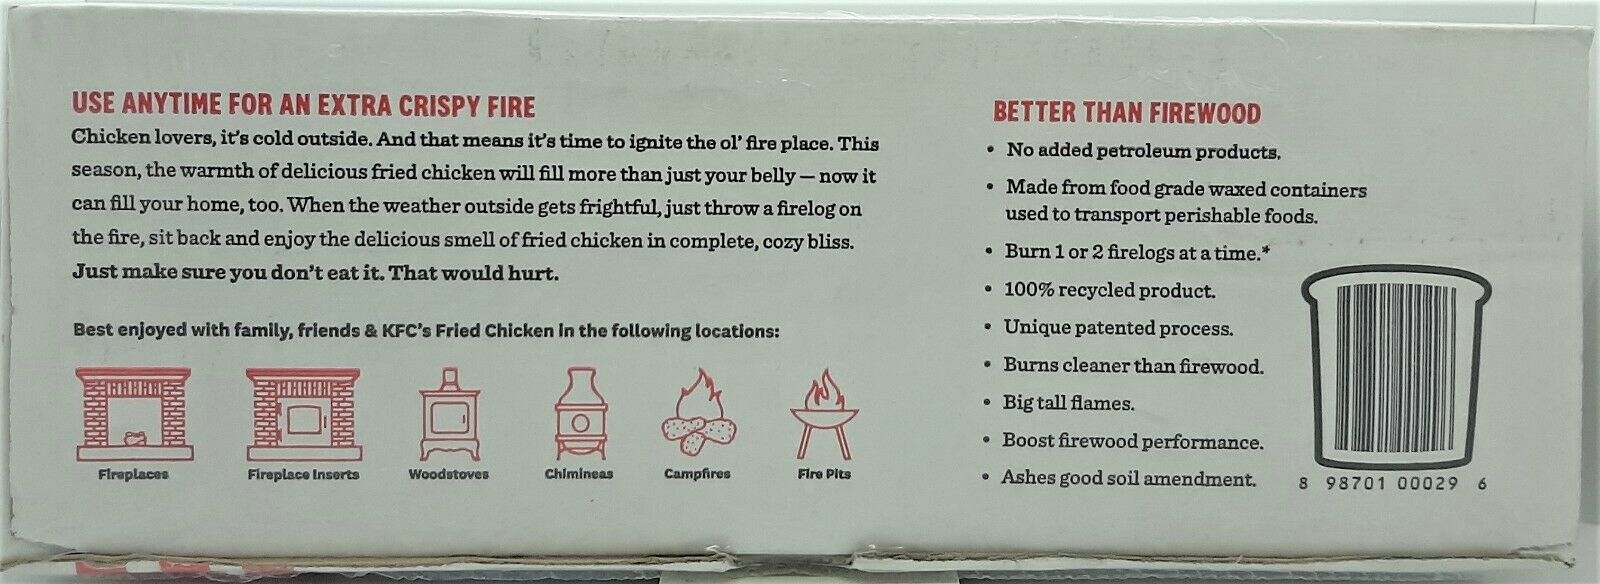 USE ANYTIME FOR AN EXTRA CRISPY FIRE
Chicken lovers, it's cold outside. And that means it's time to ignite the ol' fire place. This
season, the warmth of delicious fried chicken will fill more than just your belly — now it
can fill your home, too. When the weather outside gets frightful, just throw a firelog on
the fire, sit back and enjoy the delicious smell of fried chicken in complete, cozy bliss.
Just make sure you don't eat it. That would hurt.
Best enjoyed with family, friends & KFC's Fried Chicken in the following locations:
Fireplaces
Fireplace Inserts
Woodstoves
Chimineas
Campfires
Fire Pits
BETTER THAN FIREWOOD
• No added petroleum products.
• Made from food grade waxed containers
used to transport perishable foods.
• Burn 1 or 2 firelogs at a time.*
• 100% recycled product.
• Unique patented process.
• Burns cleaner than firewood.
• Big tall flames.
• Boost firewood performance.
• Ashes good soil amendment.
8 98701 00029 6